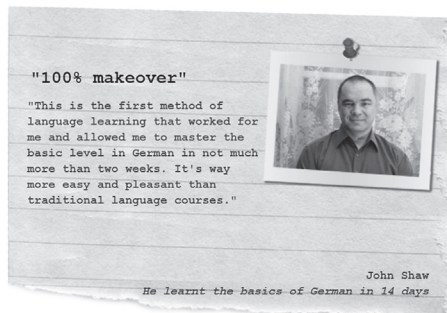 "100% makeover"
"This is the first method of
language learning that worked for
me and allowed me to master the
basic level in German in not much
more than two weeks. It's way
more easy and pleasant than
traditional language courses."
John Shaw
He learnt the basics of German in 14 days